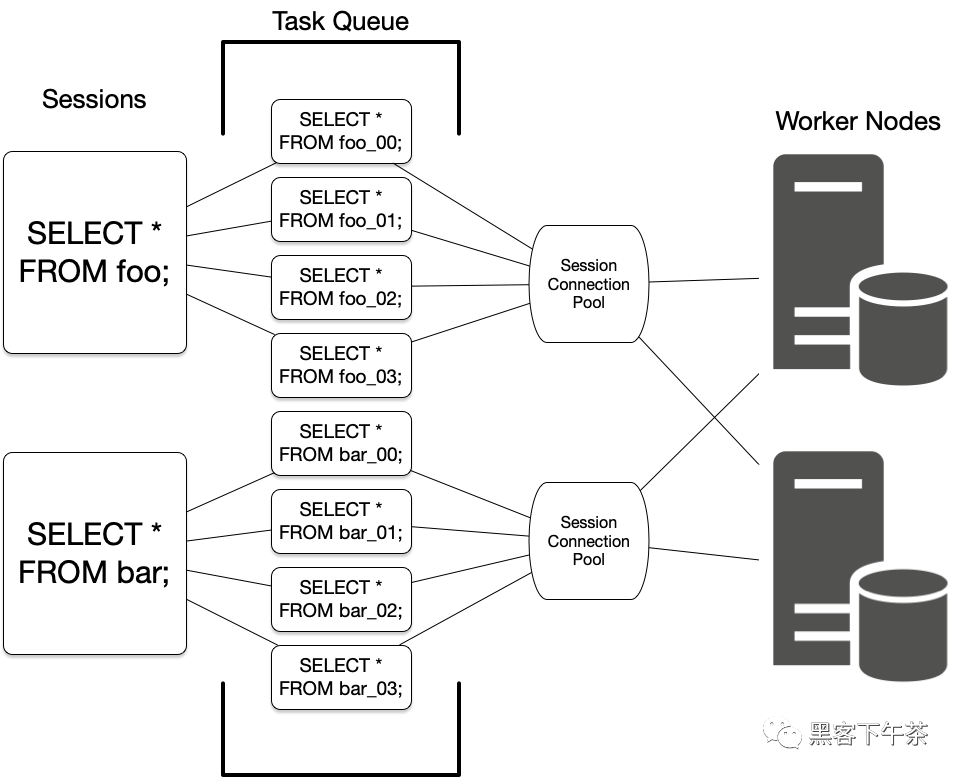 Task Queue
Sessions
Worker Nodes
SELECT *
FROM foo;
SELECT *
FROM foo_00;
SELECT *
FROM foo_01;
SELECT *
FROM foo_02;
SELECT *
FROM foo_03;
Session
Connection
Pool
SELECT *
FROM bar;
SELECT *
FROM bar_00;
SELECT *
FROM bar_01;
SELECT *
FROM bar_02;
SELECT *
FROM bar_03;
Session
Connection
Pool
黑客下午茶